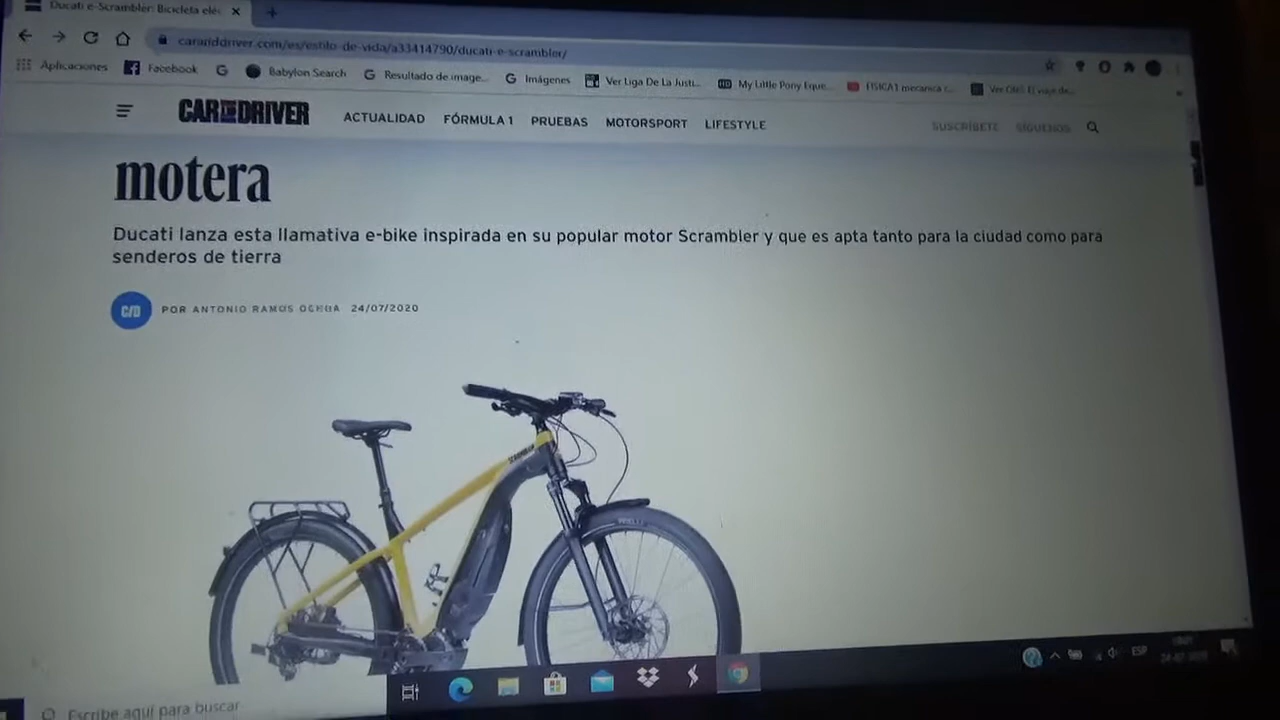 Ducati e-Scrambler: Bicicleta eléc
caranddriver.com/es/estilo-de-vida/a33414790/ducati-e-scrambler/
Aplicaciones Facebook Babylon Search Resultado de image... Imágenes Ver Liga De La Justi... My Little Pony Eque... FISICA1 mecanica c...
CAR AND DRIVER ACTUALIDAD FÓRMULA 1 PRUEBAS MOTORSPORT LIFESTYLE SUSCRÍBETE SÍGUENOS
motera
Ducati lanza esta llamativa e-bike inspirada en su popular motor Scrambler y que es apta tanto para la ciudad como para
senderos de tierra
C/D POR ANTONIO RAMOS OCHOA 24/07/2020
SCRAMBLER
PIRELLI
ESP
Escribe aquí para buscar